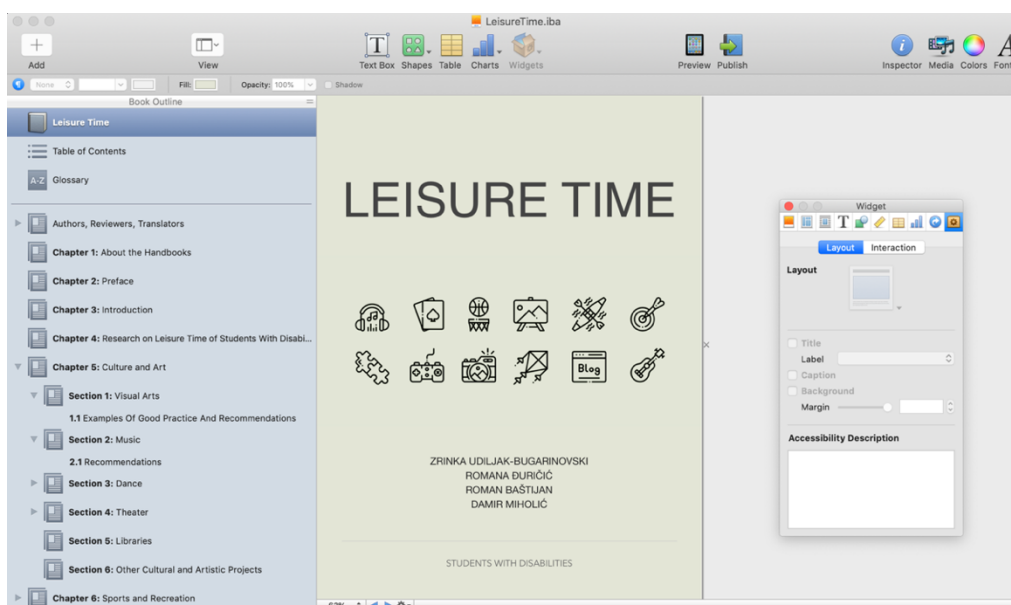 LeisureTime.iba
Add
View
Text Box Shapes Table Charts Widgets
Preview Publish
Inspector Media Colors Fon
None
Fill:
Opacity: 100%
Shadow
Book Outline
Leisure Time
Table of Contents
A-Z Glossary
Authors, Reviewers, Translators
Chapter 1: About the Handbooks
Chapter 2: Preface
Chapter 3: Introduction
Chapter 4: Research on Leisure Time of Students With Disabi...
Chapter 5: Culture and Art
Section 1: Visual Arts
1.1 Examples Of Good Practice And Recommendations
Section 2: Music
2.1 Recommendations
Section 3: Dance
Section 4: Theater
Section 5: Libraries
Section 6: Other Cultural and Artistic Projects
Chapter 6: Sports and Recreation
LEISURE TIME
Blog
ZRINKA UDILJAK-BUGARINOVSKI
ROMANA ĐURIČIĆ
ROMAN BAŠTIJAN
DAMIR MIHOLIĆ
STUDENTS WITH DISABILITIES
Widget
Layout Interaction
Layout
Title
Label
Caption
Background
Margin
Accessibility Description